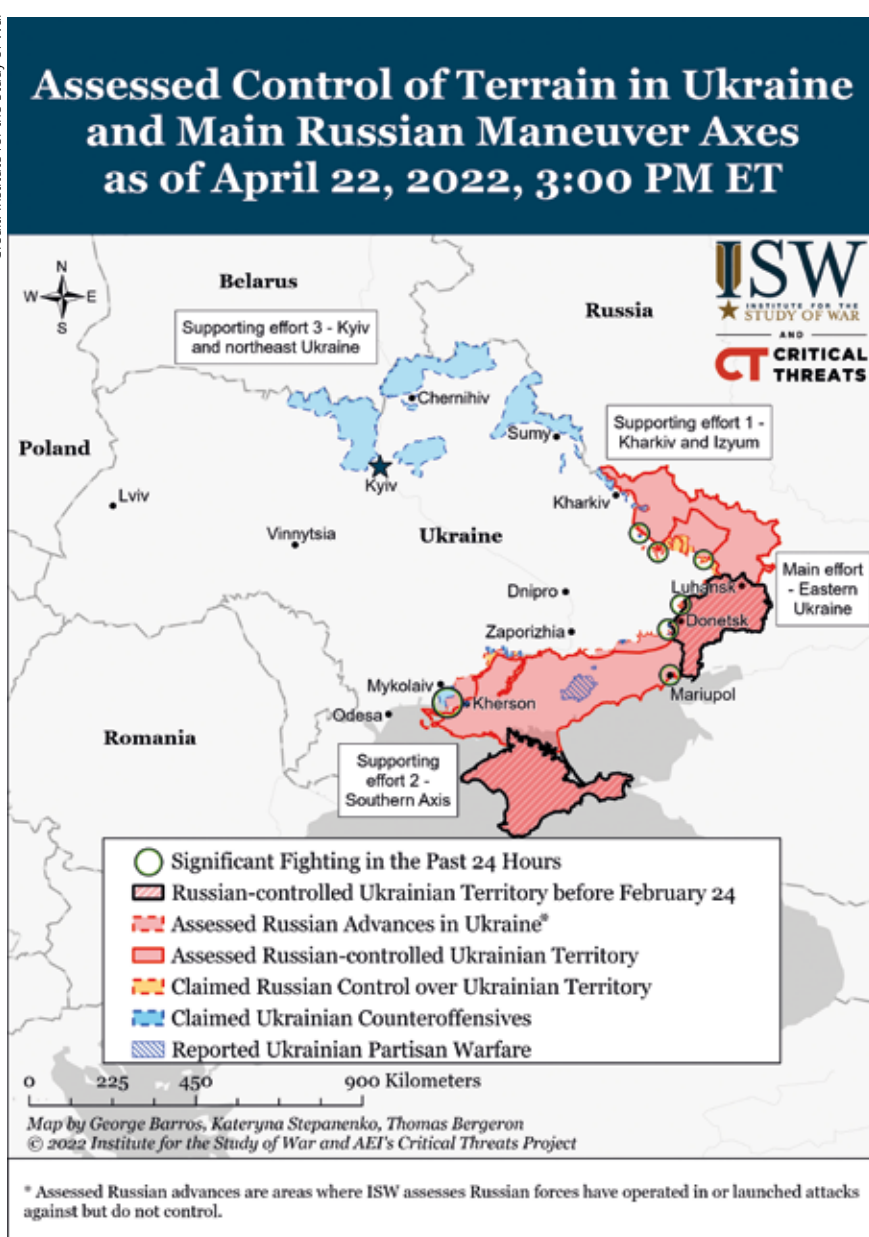 Assessed Control of Terrain in Ukraine
and Main Russian Maneuver Axes
as of April 22, 2022, 3:00 PM ET
N
W
E
S
Belarus
Russia
ISW
INSTITUTE FOR THE
STUDY OF WAR
AND
CT CRITICAL
THREATS
Supporting effort 3 - Kyiv
and northeast Ukraine
Chernihiv
Supporting effort 1 -
Kharkiv and Izyum
Sumy
Poland
Kyiv
Lviv
Kharkiv
Vinnytsia
Ukraine
Main effort
- Eastern
Ukraine
Luhansk
Dnipro
Donetsk
Zaporizhia
Mykolaiv
Mariupol
Kherson
Odesa
Romania
Supporting
effort 2 -
Southern Axis
Significant Fighting in the Past 24 Hours
Russian-controlled Ukrainian Territory before February 24
Assessed Russian Advances in Ukraine*
Assessed Russian-controlled Ukrainian Territory
Claimed Russian Control over Ukrainian Territory
Claimed Ukrainian Counteroffensives
Reported Ukrainian Partisan Warfare
0 225 450 900 Kilometers
Map by George Barros, Kateryna Stepanenko, Thomas Bergeron
© 2022 Institute for the Study of War and AEI's Critical Threats Project
* Assessed Russian advances are areas where ISW assesses Russian forces have operated in or launched attacks
against but do not control.